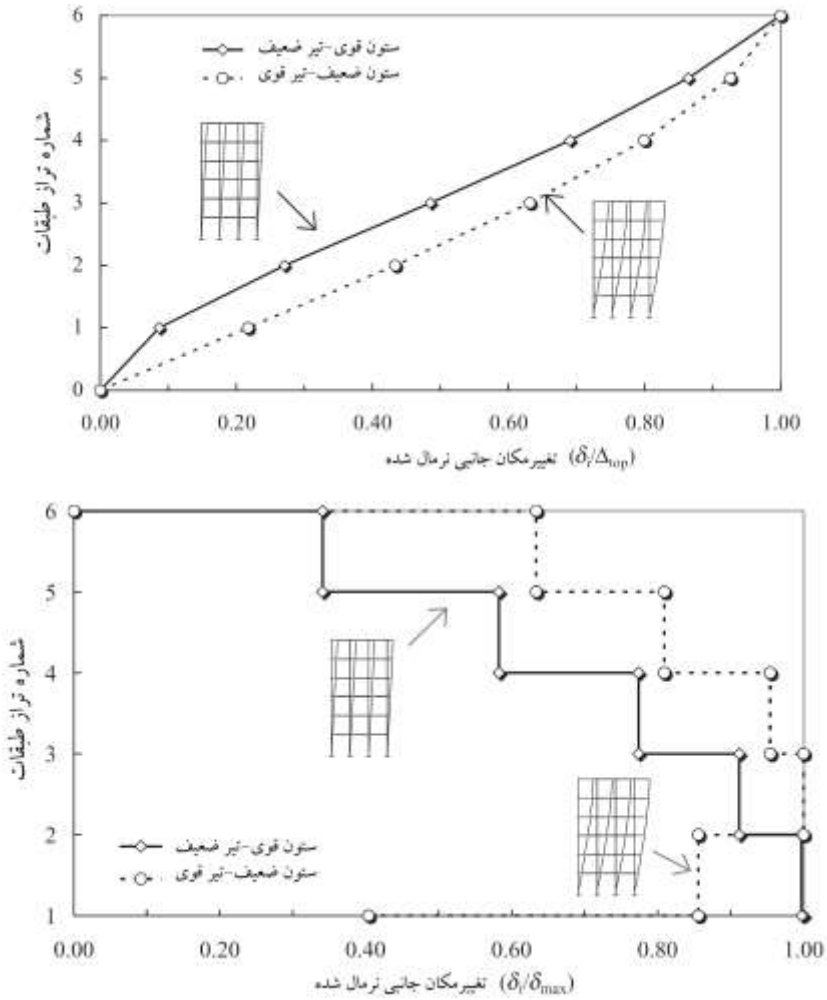 6
5
4
3
2
1
0
شماره تراز طبقات
ستون قوی-تیر ضعیف
ستون ضعیف-تیر قوی
0.00 0.20 0.40 0.60 0.80 1.00
تغییرمکان جانبی نرمال شده (δi/Δtop)
6
5
4
3
2
1
شماره تراز طبقات
ستون قوی-تیر ضعیف
ستون ضعیف-تیر قوی
0.00 0.20 0.40 0.60 0.80 1.00
تغییرمکان جانبی نرمال شده (δi/δmax)